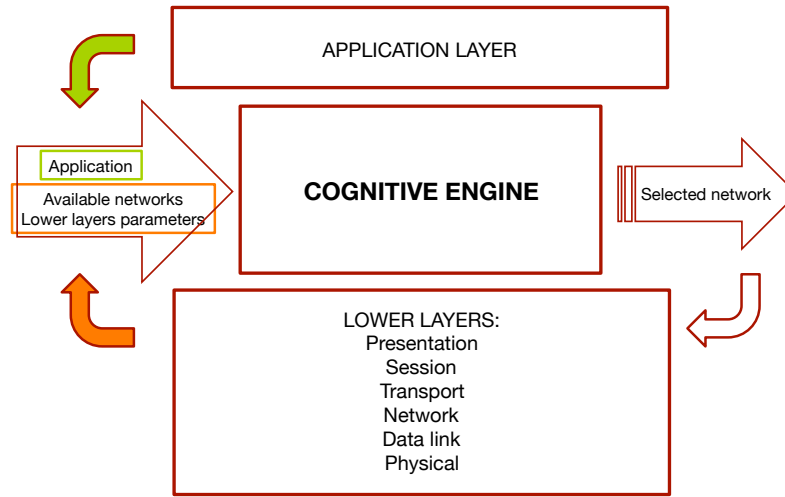 APPLICATION LAYER
Application
Available networks
Lower layers parameters
COGNITIVE ENGINE
Selected network
LOWER LAYERS:
Presentation
Session
Transport
Network
Data link
Physical